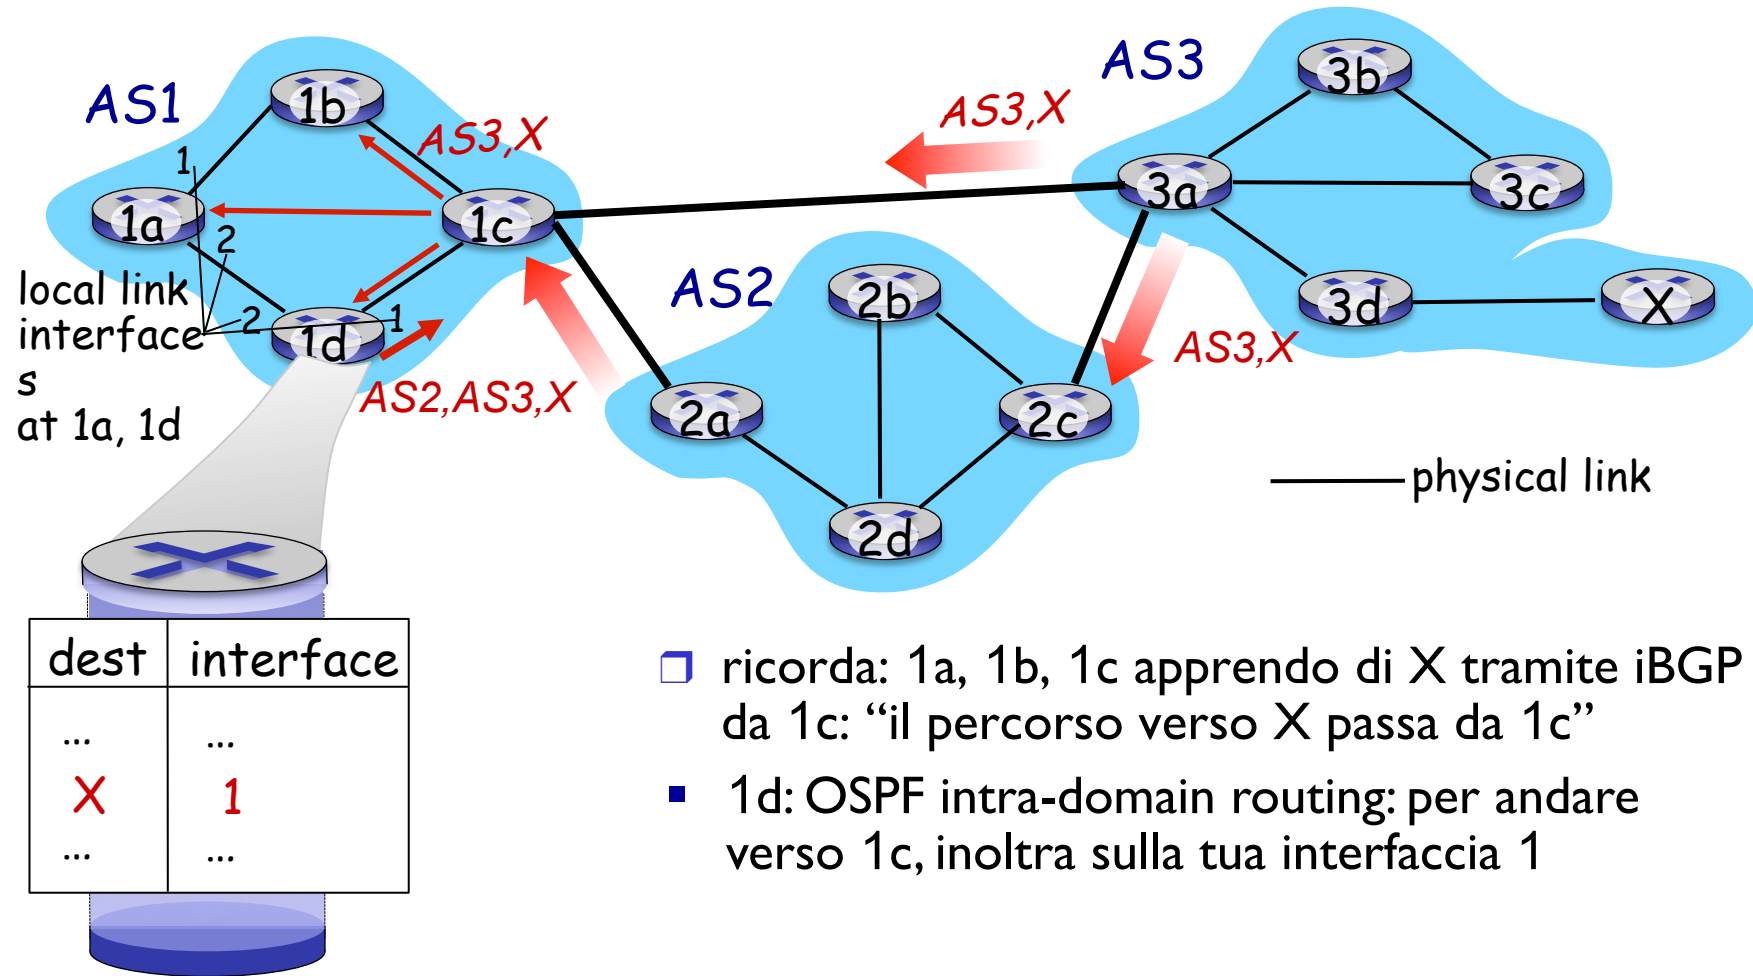 AS1
AS3
AS2
1b
1a
1c
1d
AS3,X
AS3,X
AS3,X
AS2,AS3,X
3b
3a
3c
3d
X
2b
2a
2c
2d
1
2
2
1
local link
interface
s
at 1a, 1d
physical link
dest interface
... ...
X 1
... ...
ricorda: 1a, 1b, 1c apprendo di X tramite iBGP
da 1c: “il percorso verso X passa da 1c”
1d: OSPF intra-domain routing: per andare
verso 1c, inoltra sulla tua interfaccia 1